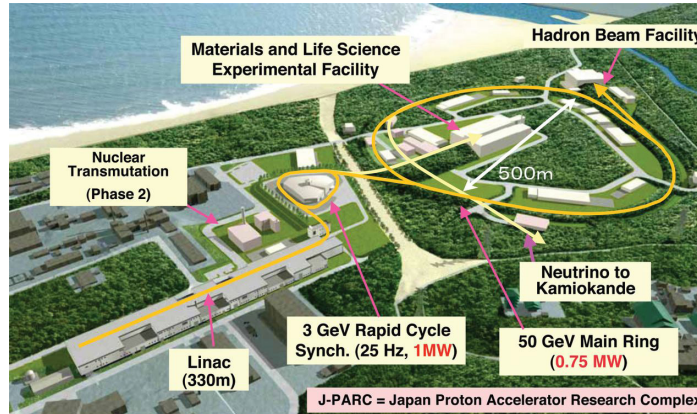 Hadron Beam Facility
Materials and Life Science
Experimental Facility
Nuclear
Transmutation
(Phase 2)
500m
Neutrino to
Kamiokande
3 GeV Rapid Cycle
Synch. (25 Hz, 1MW)
50 GeV Main Ring
(0.75 MW)
Linac
(330m)
J-PARC = Japan Proton Accelerator Research Complex